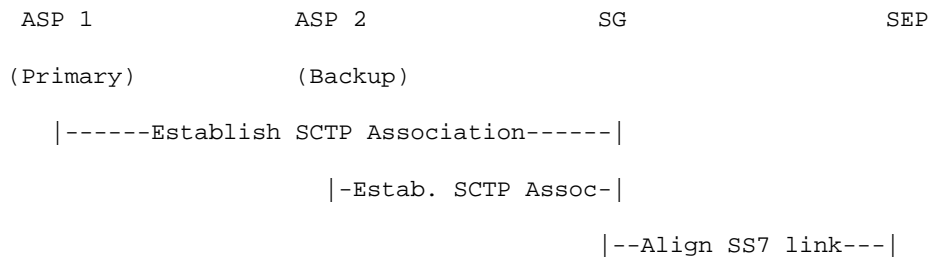 ASP 1                ASP 2                 SG                  SEP
(Primary)           (Backup)
|------Establish SCTP Association------|
|-Estab. SCTP Assoc-|
|--Align SS7 link---|